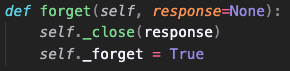 def forget(self, response=None):
    self._close(response)
    self._forget = True